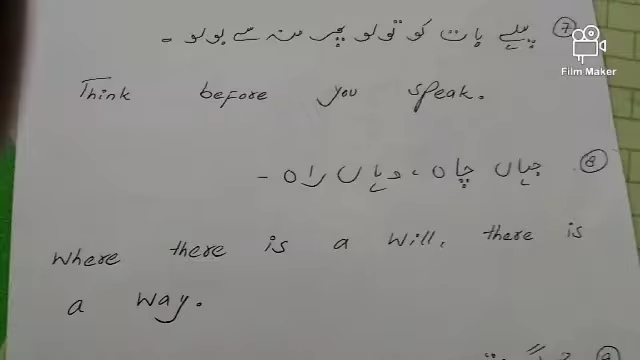 ⑦ پہلے بات کو تولو پھر منہ سے بولو ۔
Film Maker
Think before you speak.
⑧ جہاں چاہ ، وہاں راہ ۔
Where there is a will, there is
a way.
⑨